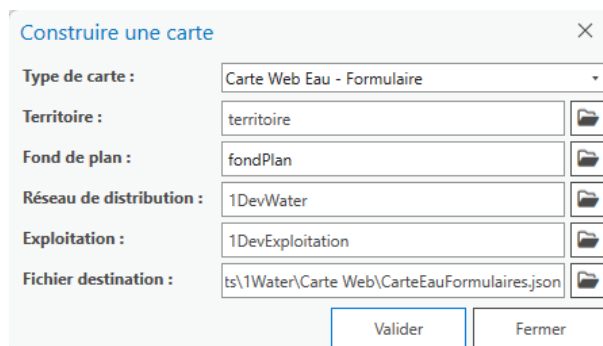 Construire une carte
Type de carte : Carte Web Eau - Formulaire
Territoire : territoire
Fond de plan : fondPlan
Réseau de distribution : 1DevWater
Exploitation : 1DevExploitation
Fichier destination : ts\1Water\Carte Web\CarteEauFormulaires.json
Valider Fermer